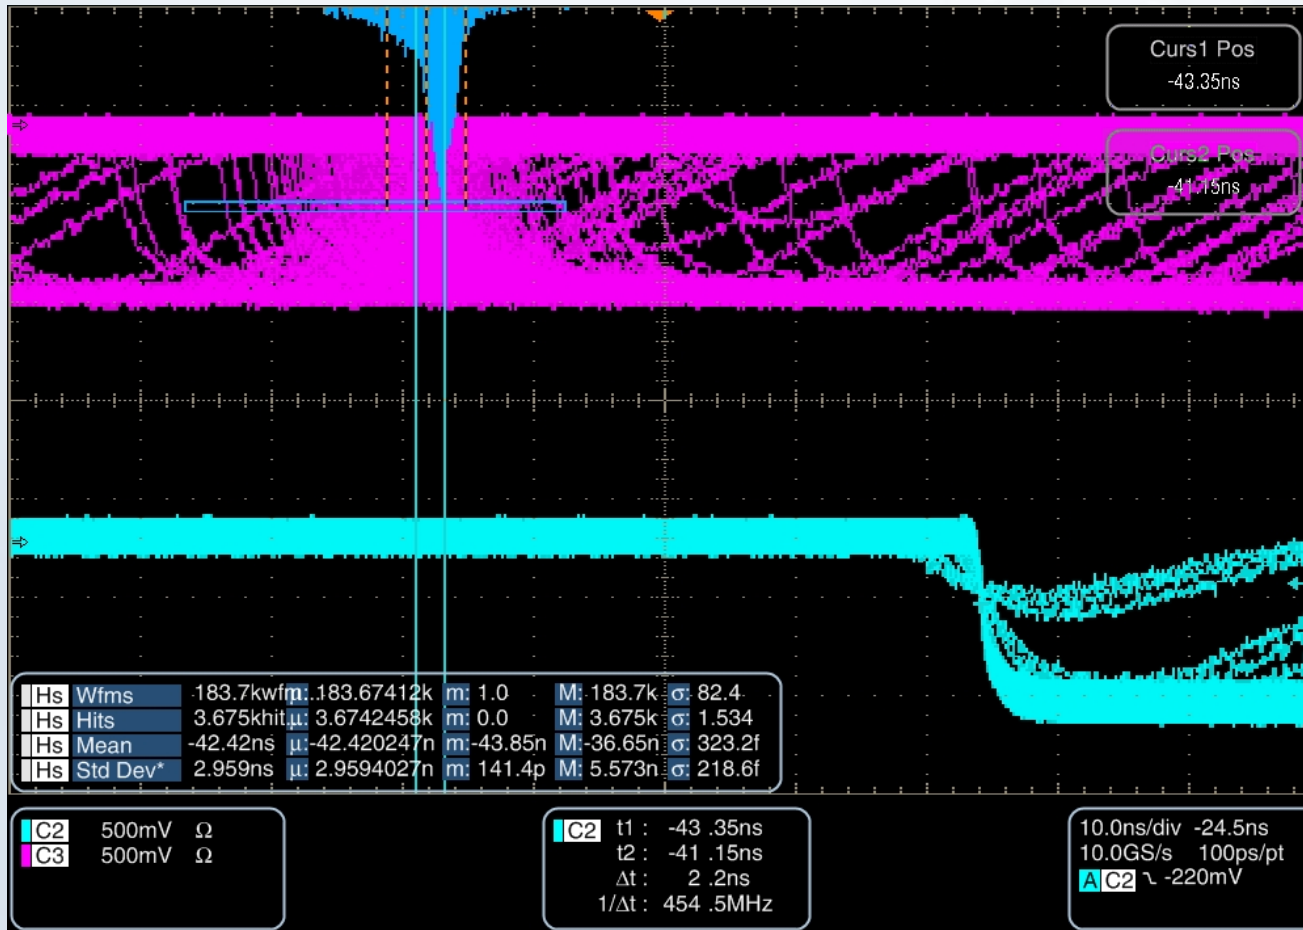 Curs1 Pos
-43.35ns
Curs2 Pos
-41.15ns
Hs Wfms 183.7kwfm µ: 183.67412k m: 1.0 M: 183.7k σ: 82.4
Hs Hits 3.675khit µ: 3.6742458k m: 0.0 M: 3.675k σ: 1.534
Hs Mean -42.42ns µ: -42.420247n m: -43.85n M: -36.65n σ: 323.2f
Hs Std Dev* 2.959ns µ: 2.9594027n m: 141.4p M: 5.573n σ: 218.6f
C2 500mV Ω
C3 500mV Ω
C2 t1 : -43 .35ns
t2 : -41 .15ns
Δt : 2 .2ns
1/Δt : 454 .5MHz
10.0ns/div -24.5ns
10.0GS/s 100ps/pt
A C2 ↘ -220mV